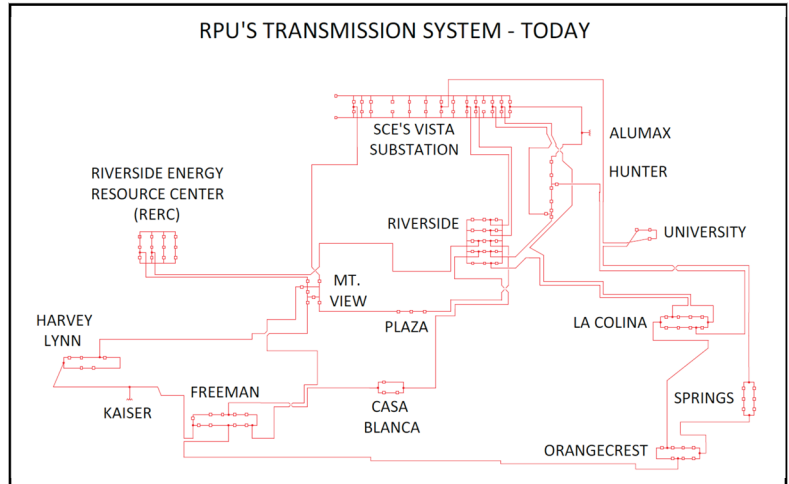 RPU'S TRANSMISSION SYSTEM - TODAY
SCE'S VISTA
SUBSTATION
ALUMAX
HUNTER
RIVERSIDE ENERGY
RESOURCE CENTER
(RERC)
RIVERSIDE
UNIVERSITY
MT.
VIEW
PLAZA
LA COLINA
HARVEY
LYNN
KAISER
FREEMAN
CASA
BLANCA
SPRINGS
ORANGECREST